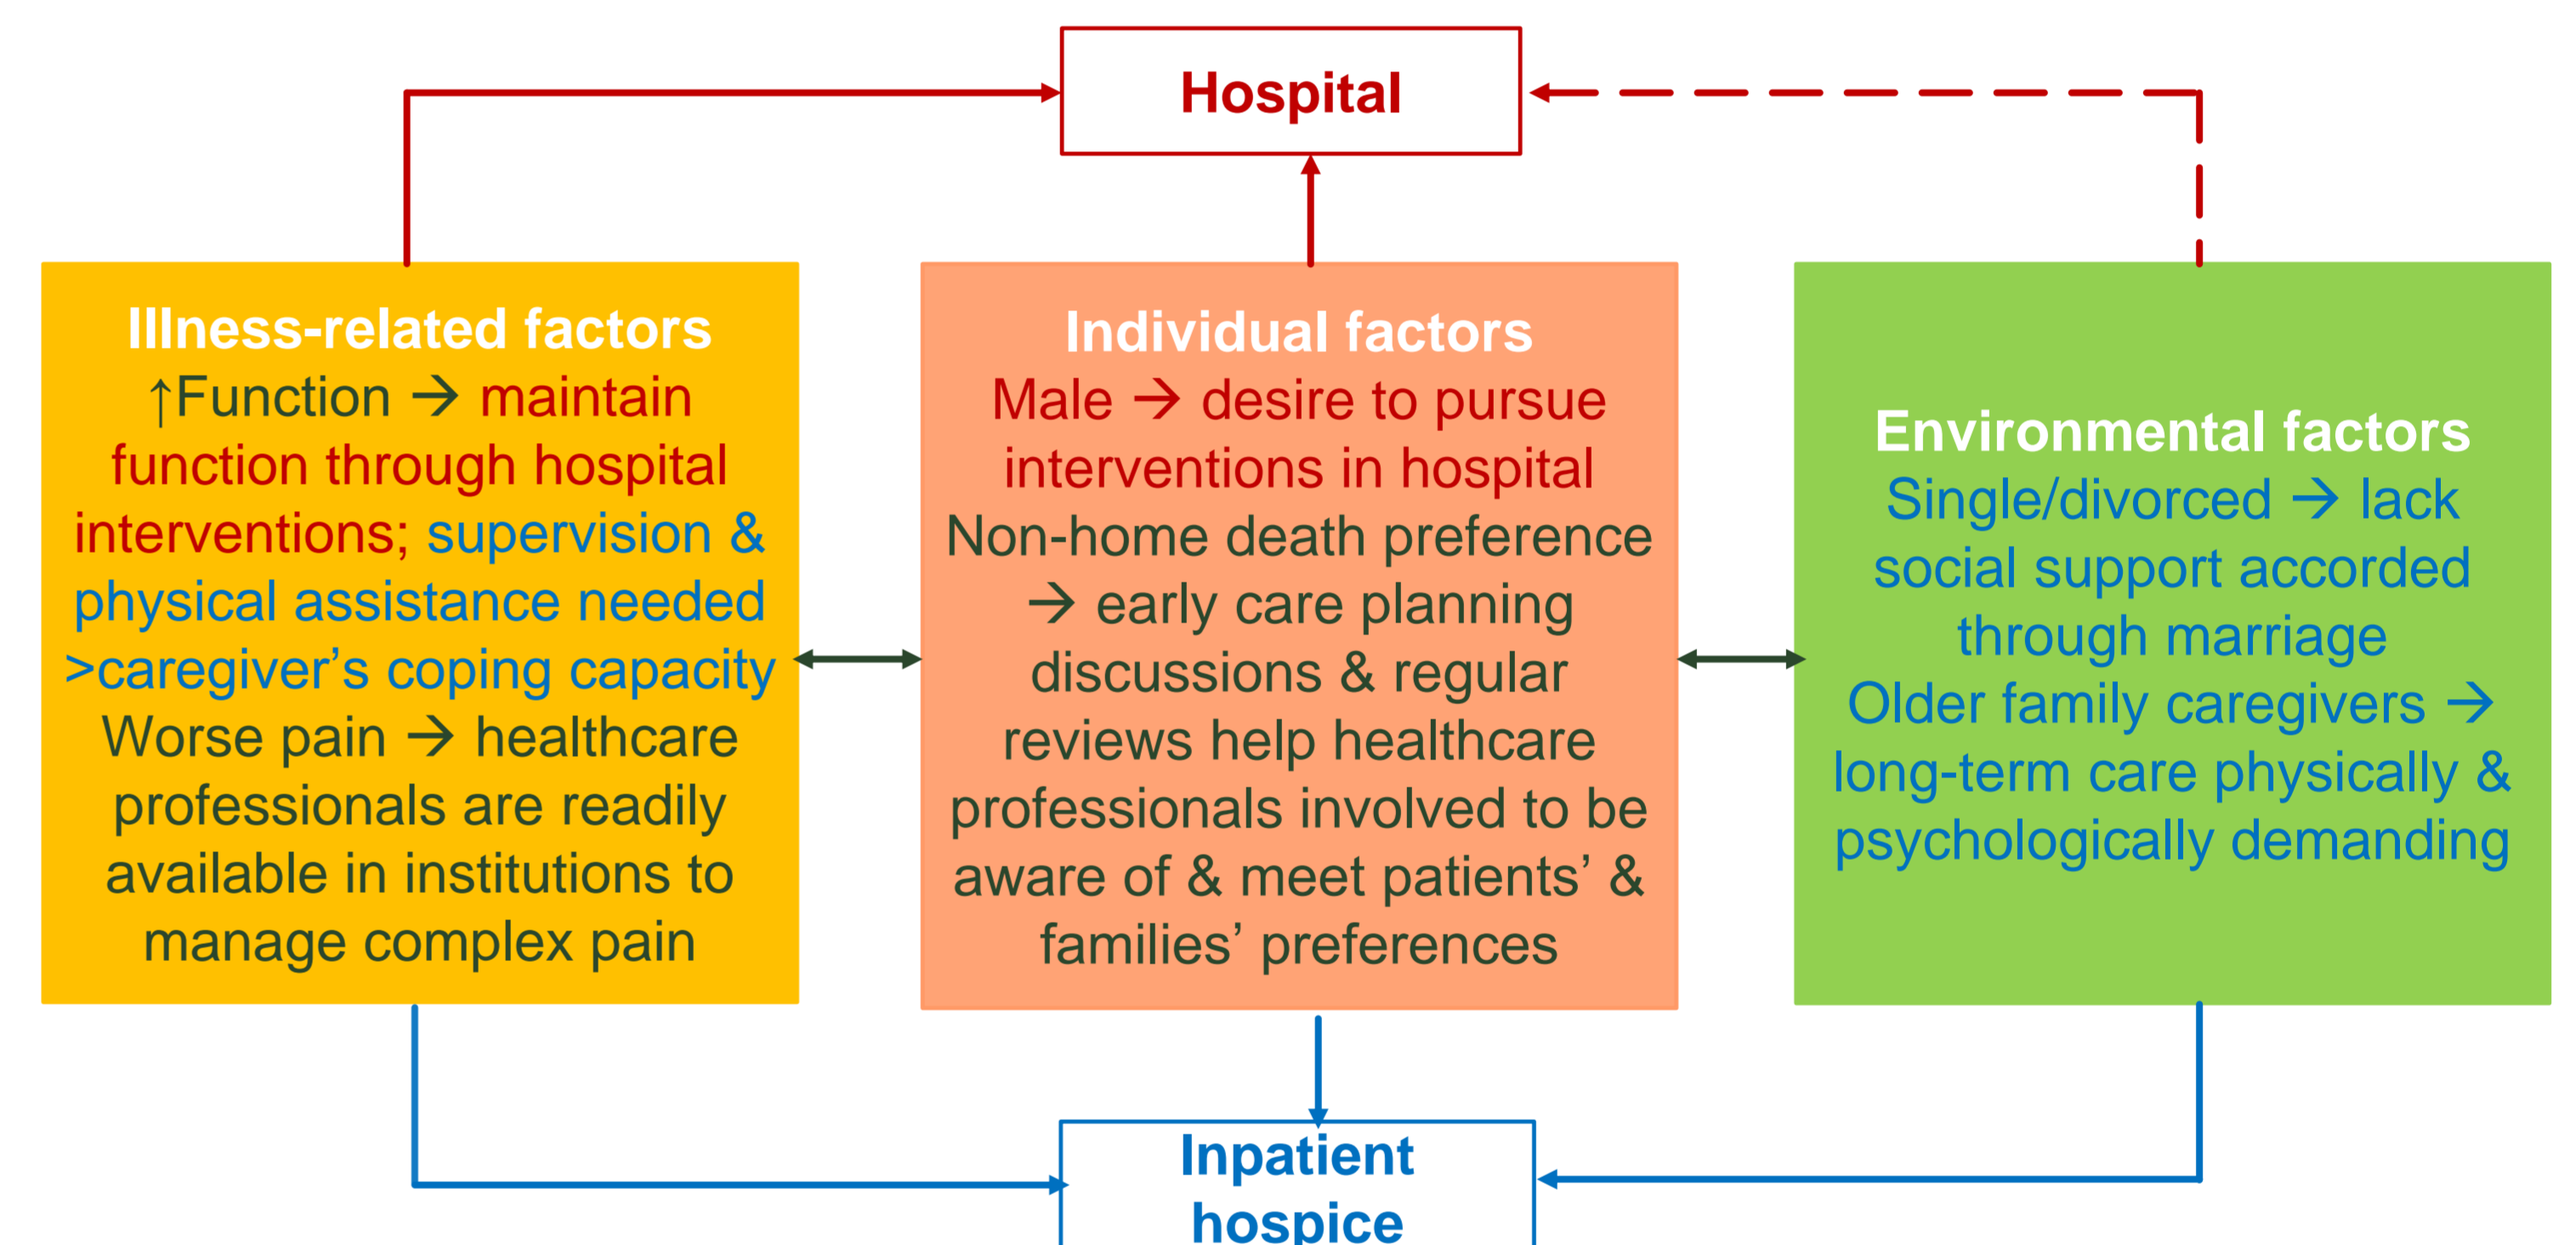 Hospital
Illness-related factors
↑Function → maintain
function through hospital
interventions; supervision &
physical assistance needed
>caregiver’s coping capacity
Worse pain → healthcare
professionals are readily
available in institutions to
manage complex pain
Individual factors
Male → desire to pursue
interventions in hospital
Non-home death preference
→ early care planning
discussions & regular
reviews help healthcare
professionals involved to be
aware of & meet patients’ &
families’ preferences
Environmental factors
Single/divorced → lack
social support accorded
through marriage
Older family caregivers →
long-term care physically &
psychologically demanding
Inpatient
hospice